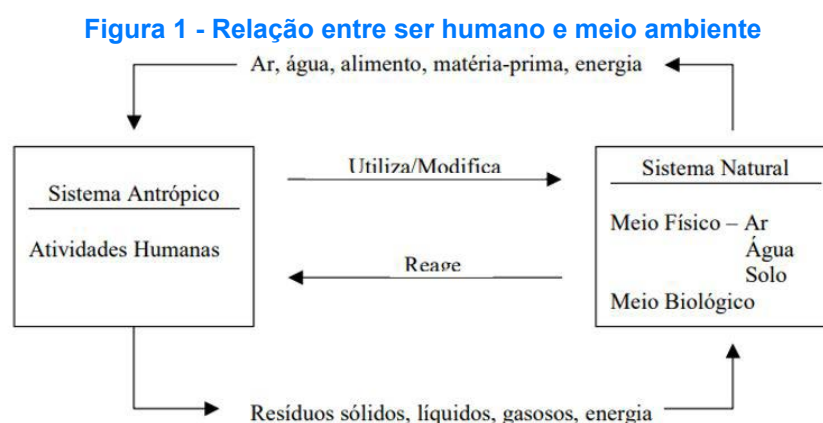 Figura 1 - Relação entre ser humano e meio ambiente
Ar, água, alimento, matéria-prima, energia
Sistema Antrópico
Atividades Humanas
Utiliza/Modifica
Reage
Sistema Natural
Meio Físico – Ar
Água
Solo
Meio Biológico
Resíduos sólidos, líquidos, gasosos, energia